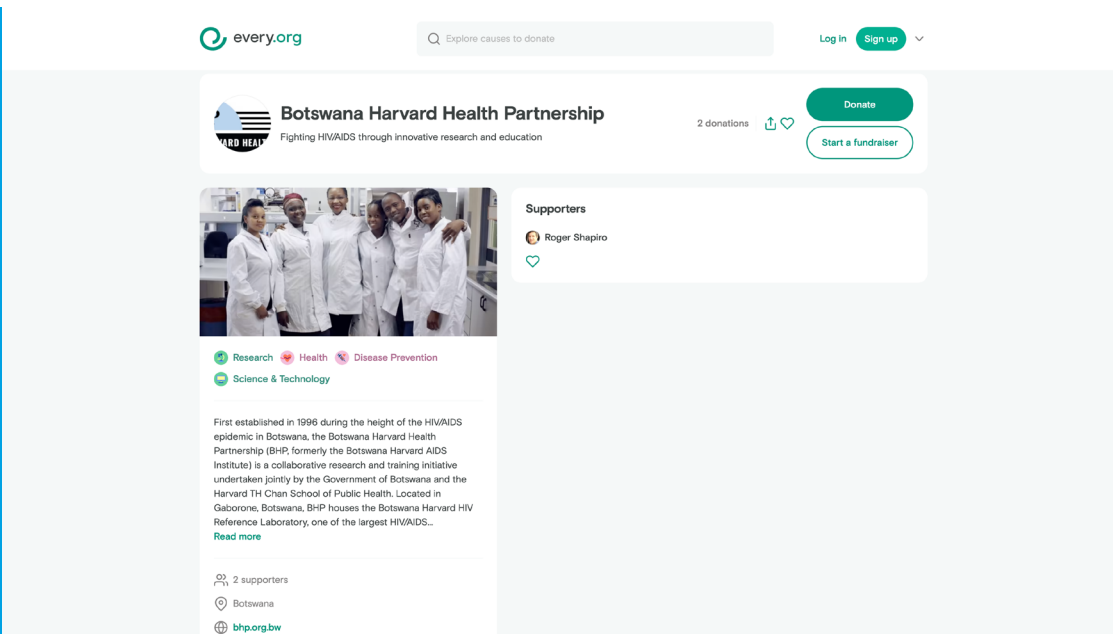 every.org
Explore causes to donate
Log in
Sign up
Botswana Harvard Health Partnership
Fighting HIV/AIDS through innovative research and education
2 donations
Donate
Start a fundraiser
Supporters
Roger Shapiro
Research Health Disease Prevention
Science & Technology
First established in 1996 during the height of the HIV/AIDS
epidemic in Botswana, the Botswana Harvard Health
Partnership (BHP, formerly the Botswana Harvard AIDS
Institute) is a collaborative research and training initiative
undertaken jointly by the Government of Botswana and the
Harvard TH Chan School of Public Health. Located in
Gaborone, Botswana, BHP houses the Botswana Harvard HIV
Reference Laboratory, one of the largest HIV/AIDS...
Read more
2 supporters
Botswana
bhp.org.bw